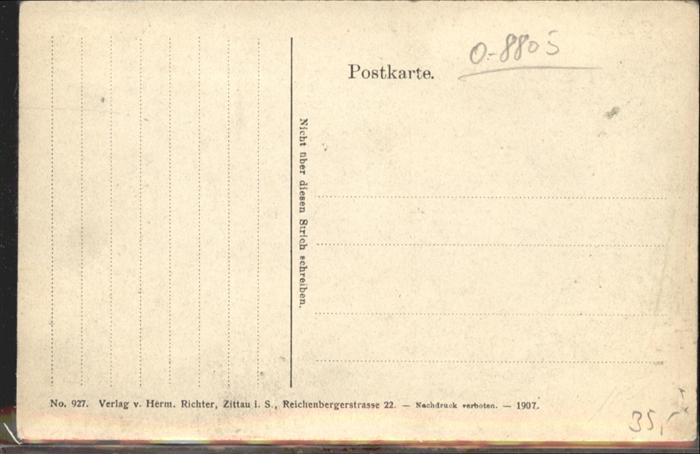 O-8805
Postkarte.
Nicht über diesen Strich schreiben.
No. 927. Verlag v. Herm. Richter, Zittau i. S., Reichenbergerstrasse 22. — Nachdruck verboten. — 1907.
35,-